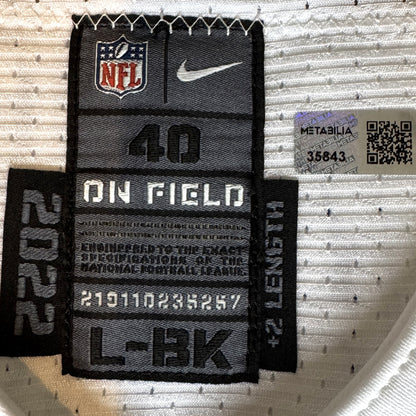 NFL
40
ON FIELD
ENGINEERED TO THE EXACT
SPECIFICATIONS OF THE
NATIONAL FOOTBALL LEAGUE.
219110235257
L-BK
2022
+2 LENGTH
METABILIA
35843